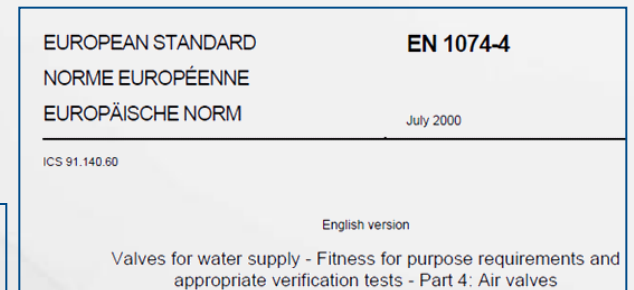 EUROPEAN STANDARD
EN 1074-4
NORME EUROPÉENNE
EUROPÄISCHE NORM
July 2000
ICS 91.140.60
English version
Valves for water supply - Fitness for purpose requirements and
appropriate verification tests - Part 4: Air valves